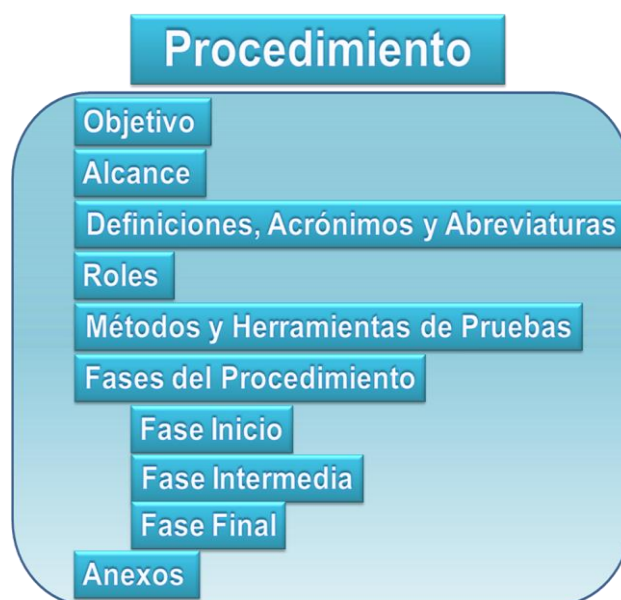 Procedimiento
Objetivo
Alcance
Definiciones, Acrónimos y Abreviaturas
Roles
Métodos y Herramientas de Pruebas
Fases del Procedimiento
Fase Inicio
Fase Intermedia
Fase Final
Anexos